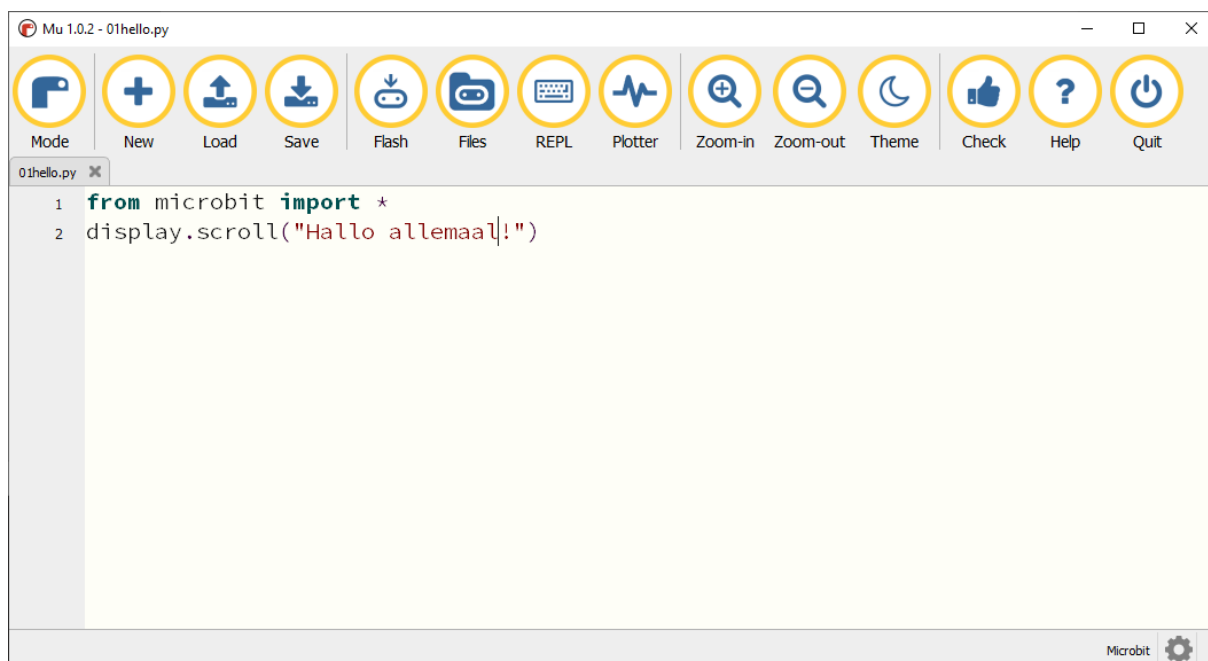 Mu 1.0.2 - 01hello.py
Mode New Load Save Flash Files REPL Plotter Zoom-in Zoom-out Theme Check Help Quit
01hello.py
1 from microbit import *
2 display.scroll("Hallo allemaal!")
Microbit